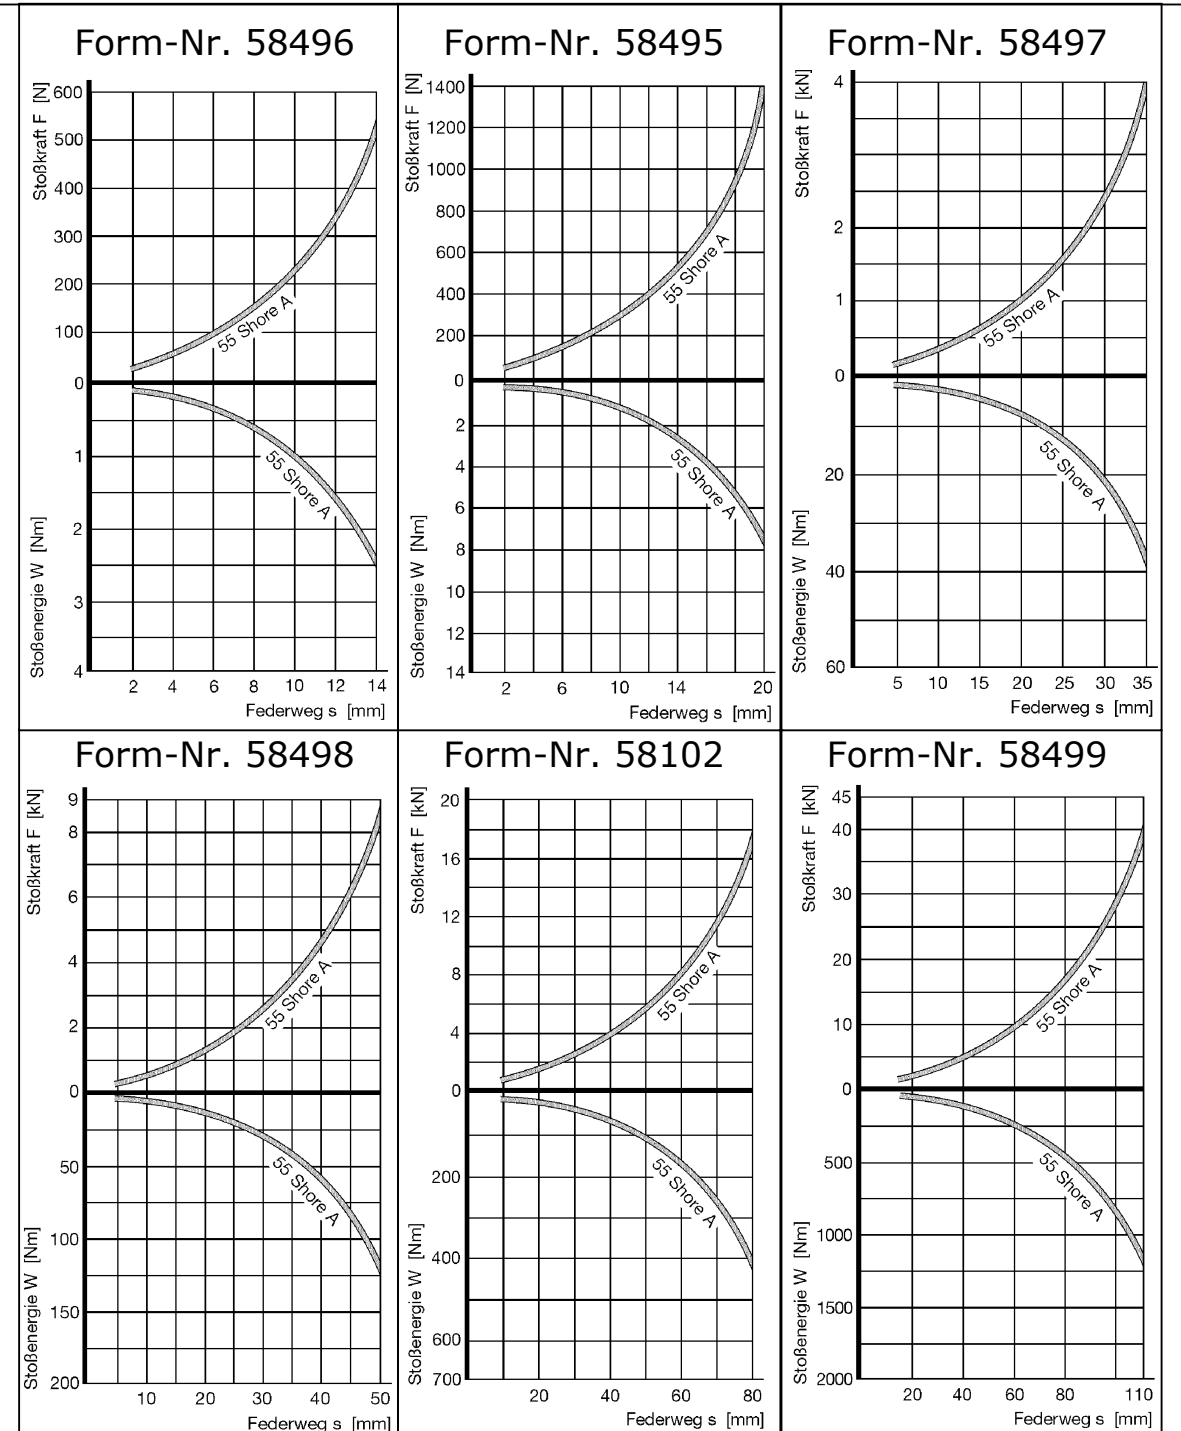 Form-Nr. 58496
Stoßkraft F [N]
600
500
400
300
200
100
0
1
2
3
4
55 Shore A
55 Shore A
Stoßenergie W [Nm]
2 4 6 8 10 12 14
Federweg s [mm]
Form-Nr. 58495
Stoßkraft F [N]
1400
1200
1000
800
600
400
200
0
2
4
6
8
10
12
14
55 Shore A
55 Shore A
Stoßenergie W [Nm]
2 6 10 14 20
Federweg s [mm]
Form-Nr. 58497
Stoßkraft F [kN]
4
2
1
0
20
40
60
55 Shore A
55 Shore A
Stoßenergie W [Nm]
5 10 15 20 25 30 35
Federweg s [mm]
Form-Nr. 58498
Stoßkraft F [kN]
9
8
6
4
2
0
50
100
150
200
55 Shore A
55 Shore A
Stoßenergie W [Nm]
10 20 30 40 50
Federweg s [mm]
Form-Nr. 58102
Stoßkraft F [kN]
20
16
12
8
4
0
200
400
600
700
55 Shore A
55 Shore A
Stoßenergie W [Nm]
20 40 60 80
Federweg s [mm]
Form-Nr. 58499
Stoßkraft F [kN]
45
40
30
20
10
0
500
1000
1500
2000
55 Shore A
55 Shore A
Stoßenergie W [Nm]
20 40 60 80 110
Federweg s [mm]